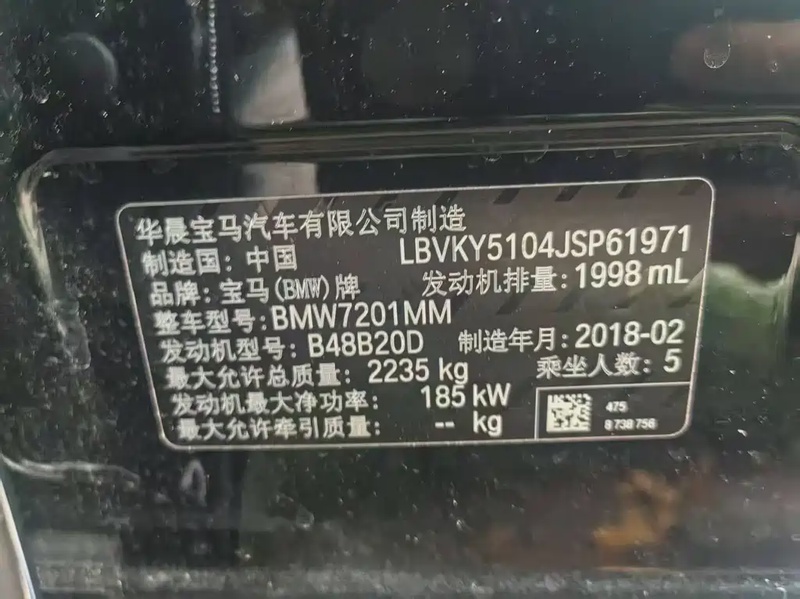 华晨宝马汽车有限公司制造
制造国: 中国 LBVKY5104JSP61971
品牌: 宝马(BMW)牌 发动机排量: 1998 mL
整车型号: BMW7201MM
发动机型号: B48B20D 制造年月: 2018-02
最大允许总质量: 2235 kg 乘坐人数: 5
发动机最大净功率: 185 kW
最大允许牵引质量: -- kg
475
8 738 756